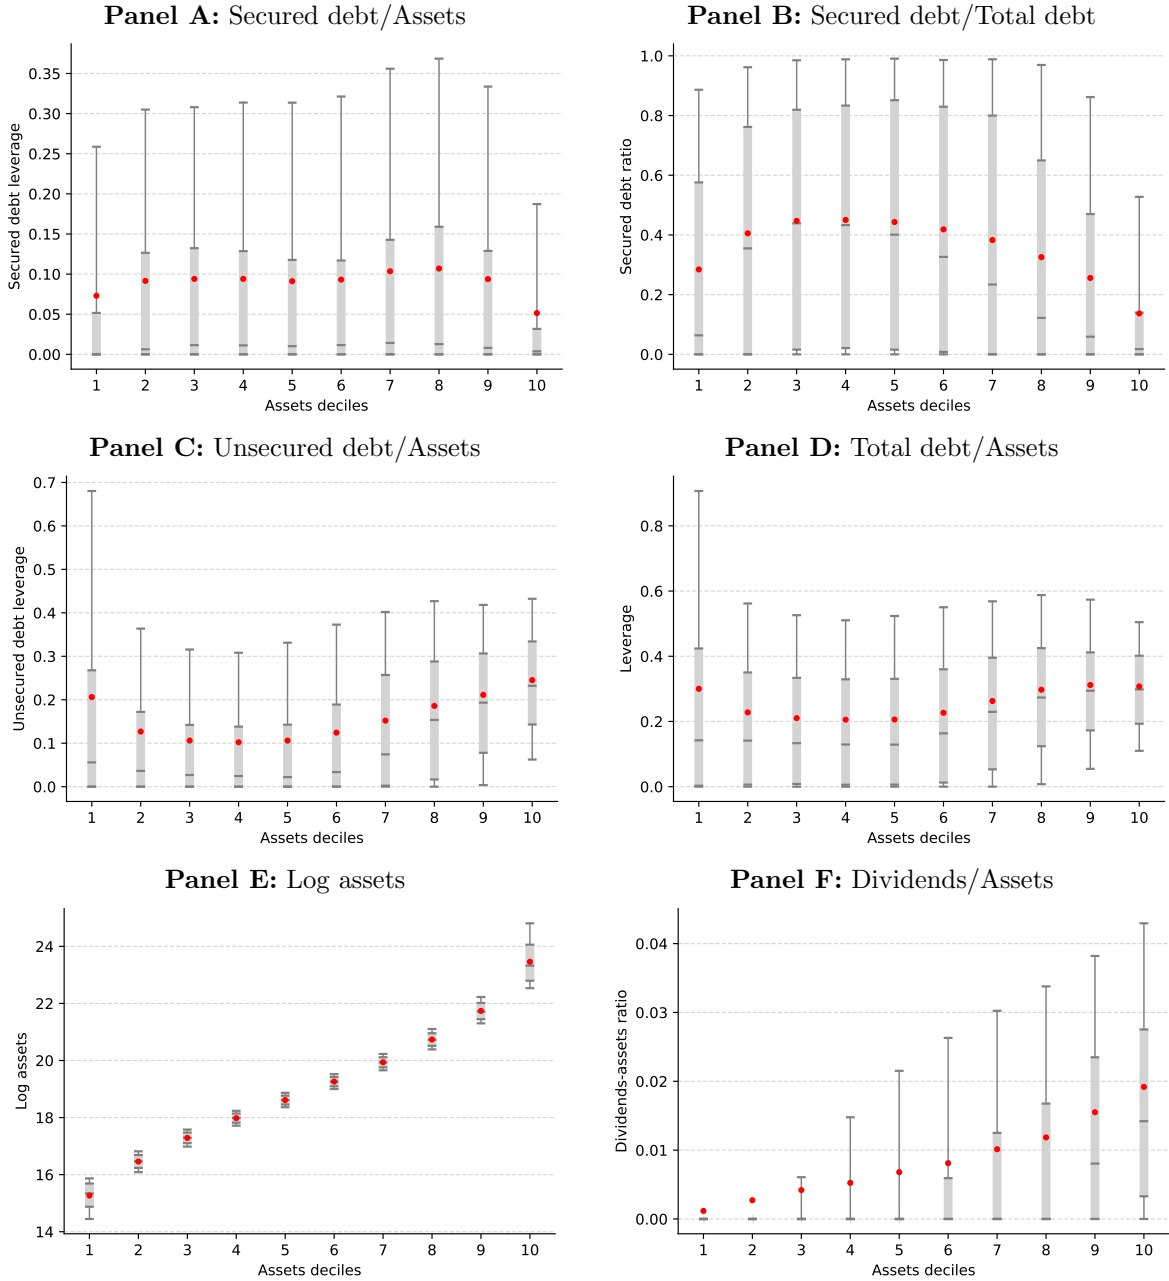 Panel A: Secured debt/Assets
Secured debt leverage
0.35
0.30
0.25
0.20
0.15
0.10
0.05
0.00
1 2 3 4 5 6 7 8 9 10
Assets deciles
Panel B: Secured debt/Total debt
Secured debt ratio
1.0
0.8
0.6
0.4
0.2
0.0
1 2 3 4 5 6 7 8 9 10
Assets deciles
Panel C: Unsecured debt/Assets
Unsecured debt leverage
0.7
0.6
0.5
0.4
0.3
0.2
0.1
0.0
1 2 3 4 5 6 7 8 9 10
Assets deciles
Panel D: Total debt/Assets
Leverage
0.8
0.6
0.4
0.2
0.0
1 2 3 4 5 6 7 8 9 10
Assets deciles
Panel E: Log assets
Log assets
24
22
20
18
16
14
1 2 3 4 5 6 7 8 9 10
Assets deciles
Panel F: Dividends/Assets
Dividends-assets ratio
0.04
0.03
0.02
0.01
0.00
1 2 3 4 5 6 7 8 9 10
Assets deciles